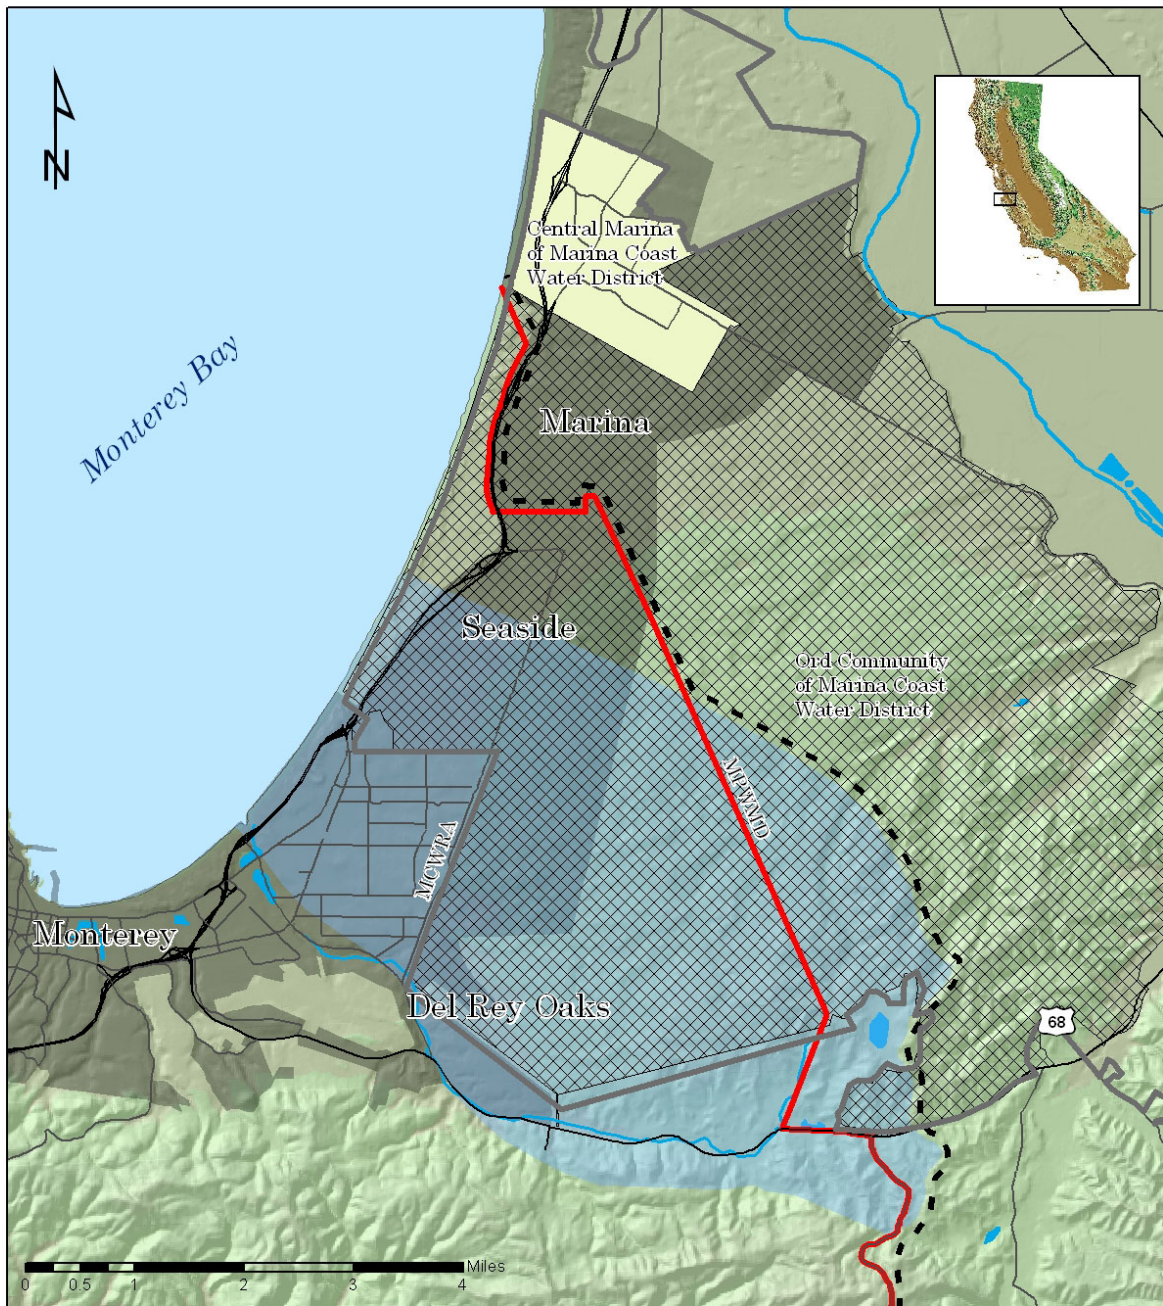 N
Central Marina
of Marina Coast
Water District
Monterey Bay
Marina
Seaside
Ord Community
of Marina Coast
Water District
MPWMD
MCWRA
Monterey
Del Rey Oaks
68
Miles
0 0.5 1 2 3 4